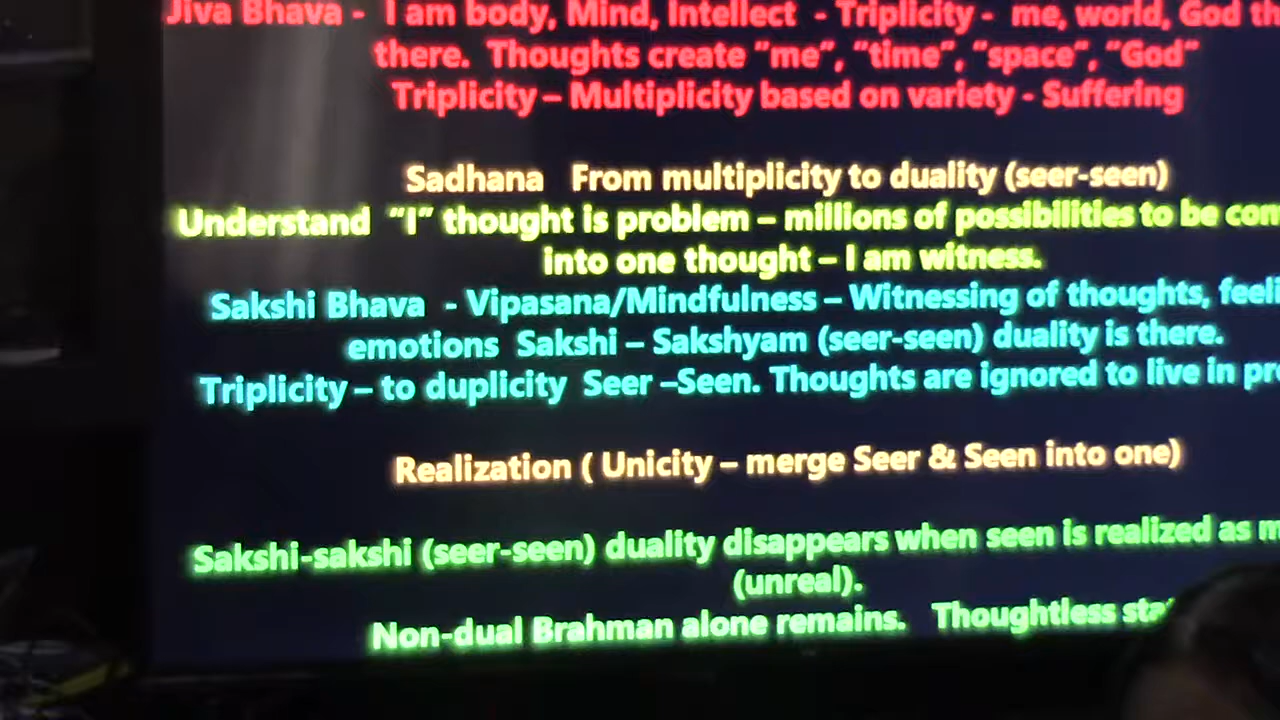 Jiva Bhava - I am body, Mind, Intellect - Triplicity - me, world, God
there. Thoughts create "me", "time", "space", "God"
Triplicity – Multiplicity based on variety - Suffering
Sadhana From multiplicity to duality (seer-seen)
Understand "I" thought is problem – millions of possibilities to be
into one thought – I am witness.
Sakshi Bhava - Vipasana/Mindfulness – Witnessing of thoughts,
emotions Sakshi – Sakshyam (seer-seen) duality is there.
Triplicity – to duplicity Seer –Seen. Thoughts are ignored to live in
Realization ( Unicity – merge Seer & Seen into one)
Sakshi-sakshi (seer-seen) duality disappears when seen is realized as
(unreal).
Non-dual Brahman alone remains. Thoughtless